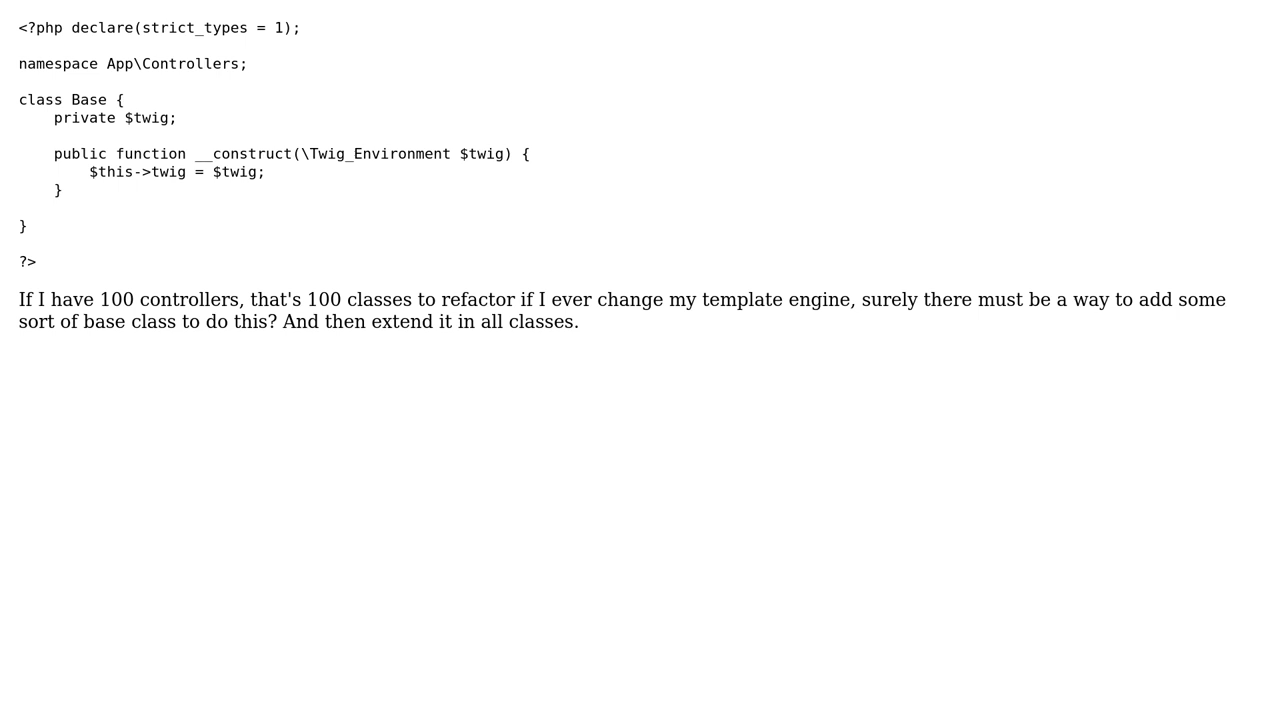 <?php declare(strict_types = 1);

namespace App\Controllers;

class Base {
    private $twig;

    public function __construct(\Twig_Environment $twig) {
        $this->twig = $twig;
    }

}

?>
If I have 100 controllers, that's 100 classes to refactor if I ever change my template engine, surely there must be a way to add some
sort of base class to do this? And then extend it in all classes.